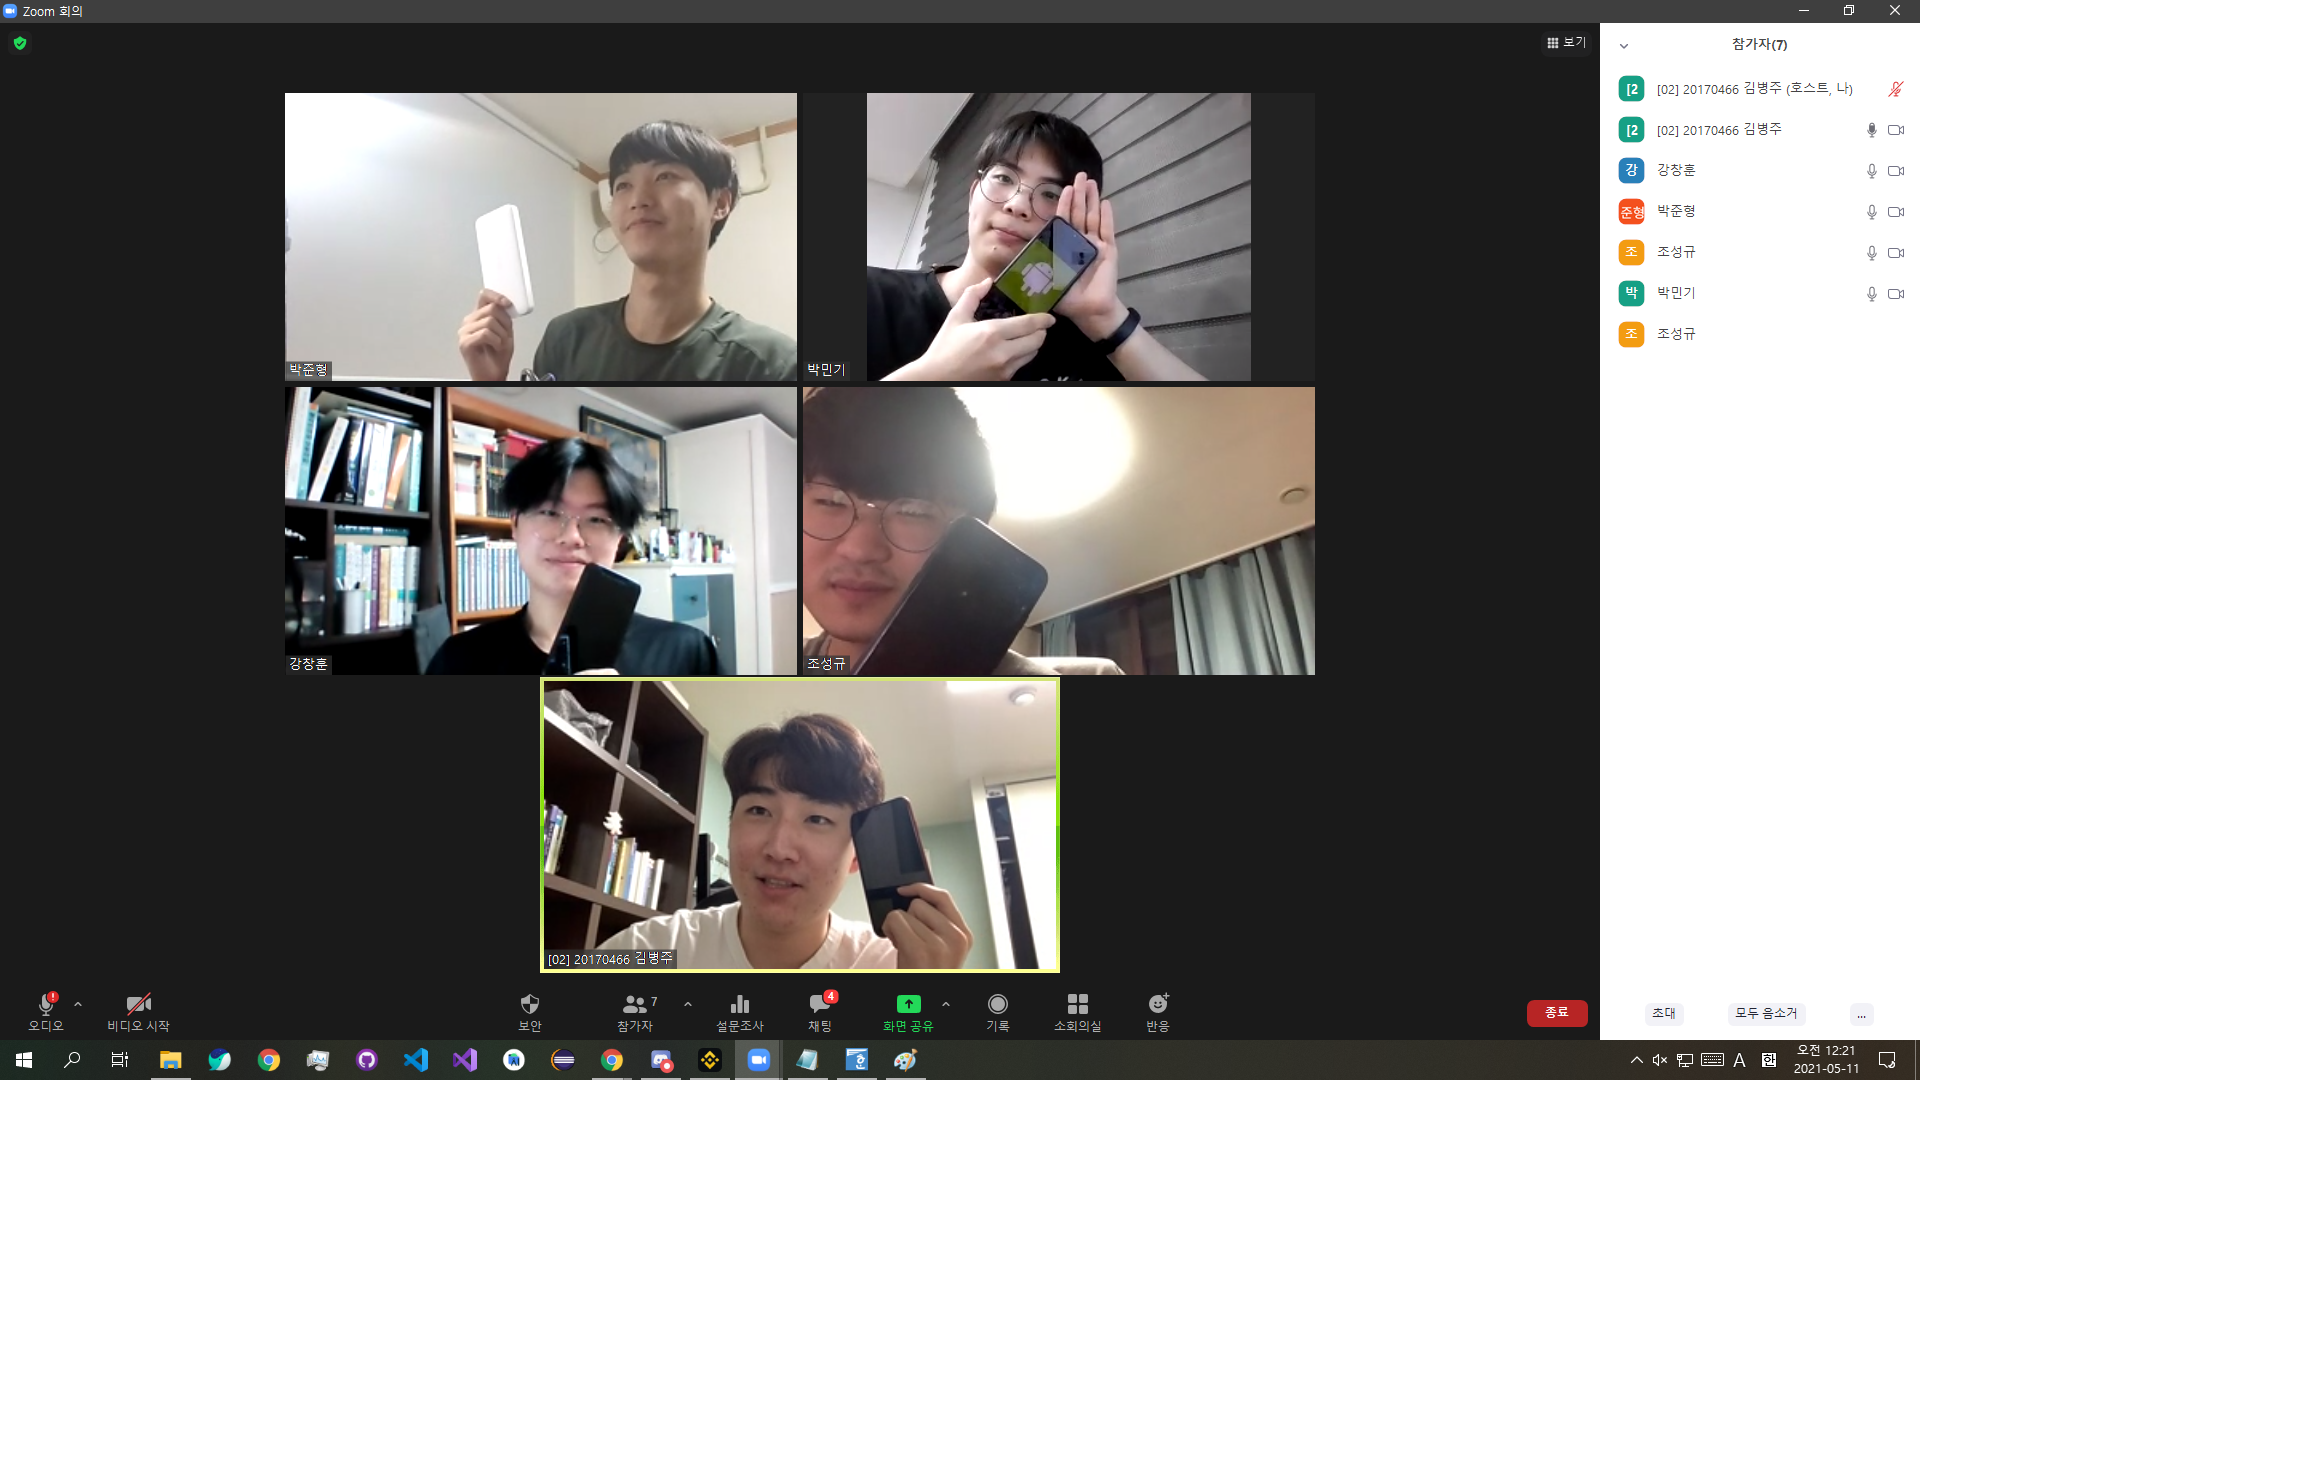 Zoom 회의
보기
참가자(7)
[2 [02] 20170466 김병주 (호스트, 나)
[2 [02] 20170466 김병주
강 강창훈
준형 박준형
조 조성규
박 박민기
조 조성규
박준형
박민기
강창훈
조성규
[02] 20170466 김병주
오디오
비디오 시작
보안
7
참가자
설문조사
4
채팅
화면 공유
기록
소회의실
반응
종료
초대
모두 음소거
...
A
한
오전 12:21
2021-05-11